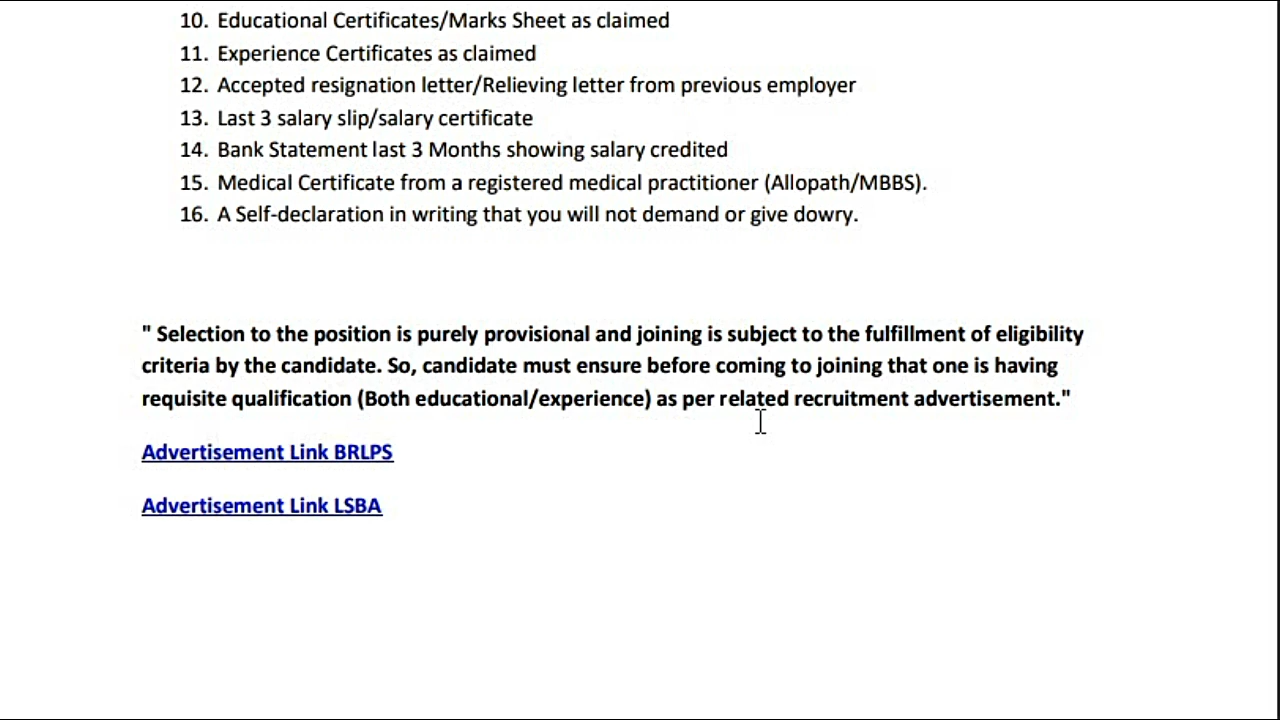 10. Educational Certificates/Marks Sheet as claimed
11. Experience Certificates as claimed
12. Accepted resignation letter/Relieving letter from previous employer
13. Last 3 salary slip/salary certificate
14. Bank Statement last 3 Months showing salary credited
15. Medical Certificate from a registered medical practitioner (Allopath/MBBS).
16. A Self-declaration in writing that you will not demand or give dowry.
" Selection to the position is purely provisional and joining is subject to the fulfillment of eligibility
criteria by the candidate. So, candidate must ensure before coming to joining that one is having
requisite qualification (Both educational/experience) as per related recruitment advertisement."
Advertisement Link BRLPS
Advertisement Link LSBA